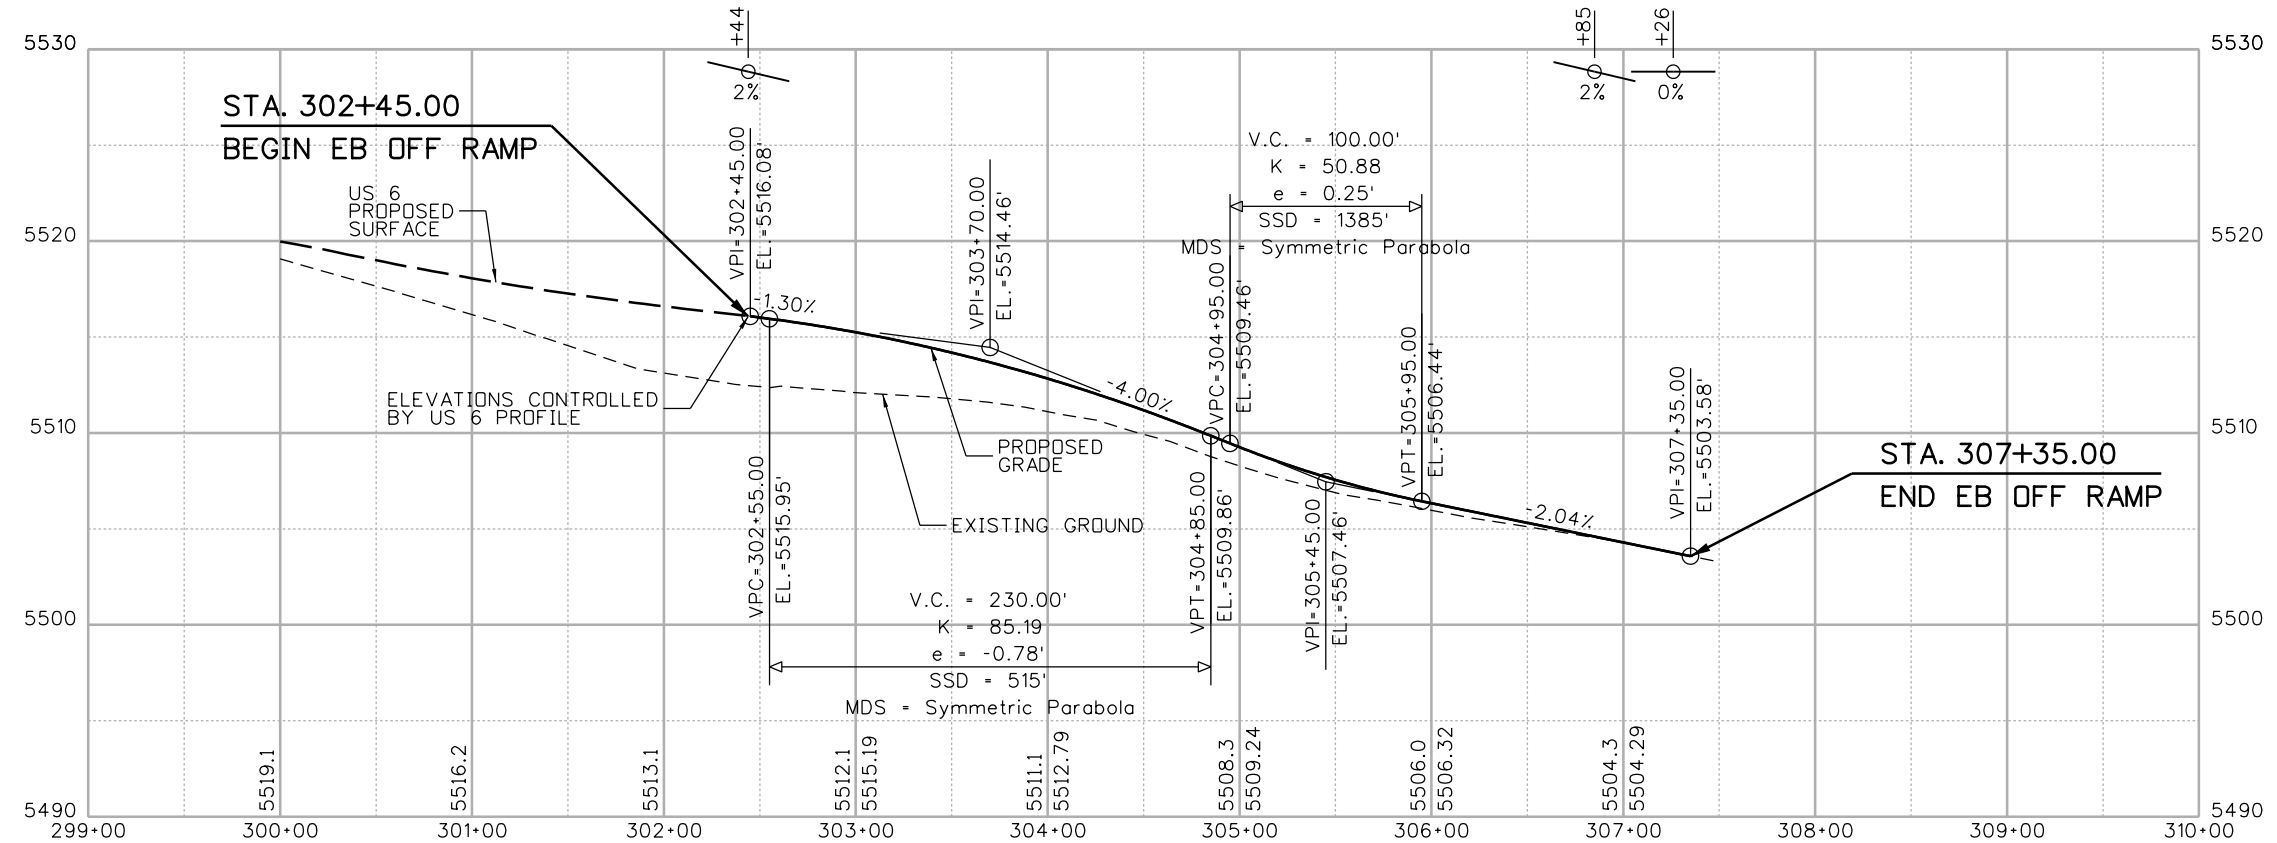 +44
+85
+26
5530
5530
2%
2%
0%
STA. 302+45.00
BEGIN EB OFF RAMP
US 6
PROPOSED
SURFACE
VPI=302+45.00
EL.=5516.08'
VPI=303+70.00
EL.=5514.46'
V.C. = 100.00'
K = 50.88
e = 0.25'
SSD = 1385'
MDS = Symmetric Parabola
5520
5520
-1.30%
-4.00%
VPC=304+95.00
EL.=5509.46'
VPT=305+95.00
EL.=5506.44'
VPI=307+35.00
EL.=5503.58'
ELEVATIONS CONTROLLED
BY US 6 PROFILE
5510
5510
PROPOSED
GRADE
STA. 307+35.00
END EB OFF RAMP
VPC=302+55.00
EL.=5515.95'
EXISTING GROUND
VPT=304+85.00
EL.=5509.86'
VPI=305+45.00
EL.=5507.46'
-2.04%
V.C. = 230.00'
K = 85.19
e = -0.78'
SSD = 515'
MDS = Symmetric Parabola
5500
5500
5519.1
5516.2
5513.1
5512.1
5515.19
5511.1
5512.79
5508.3
5509.24
5506.0
5506.32
5504.3
5504.29
5490
5490
299+00
300+00
301+00
302+00
303+00
304+00
305+00
306+00
307+00
308+00
309+00
310+00